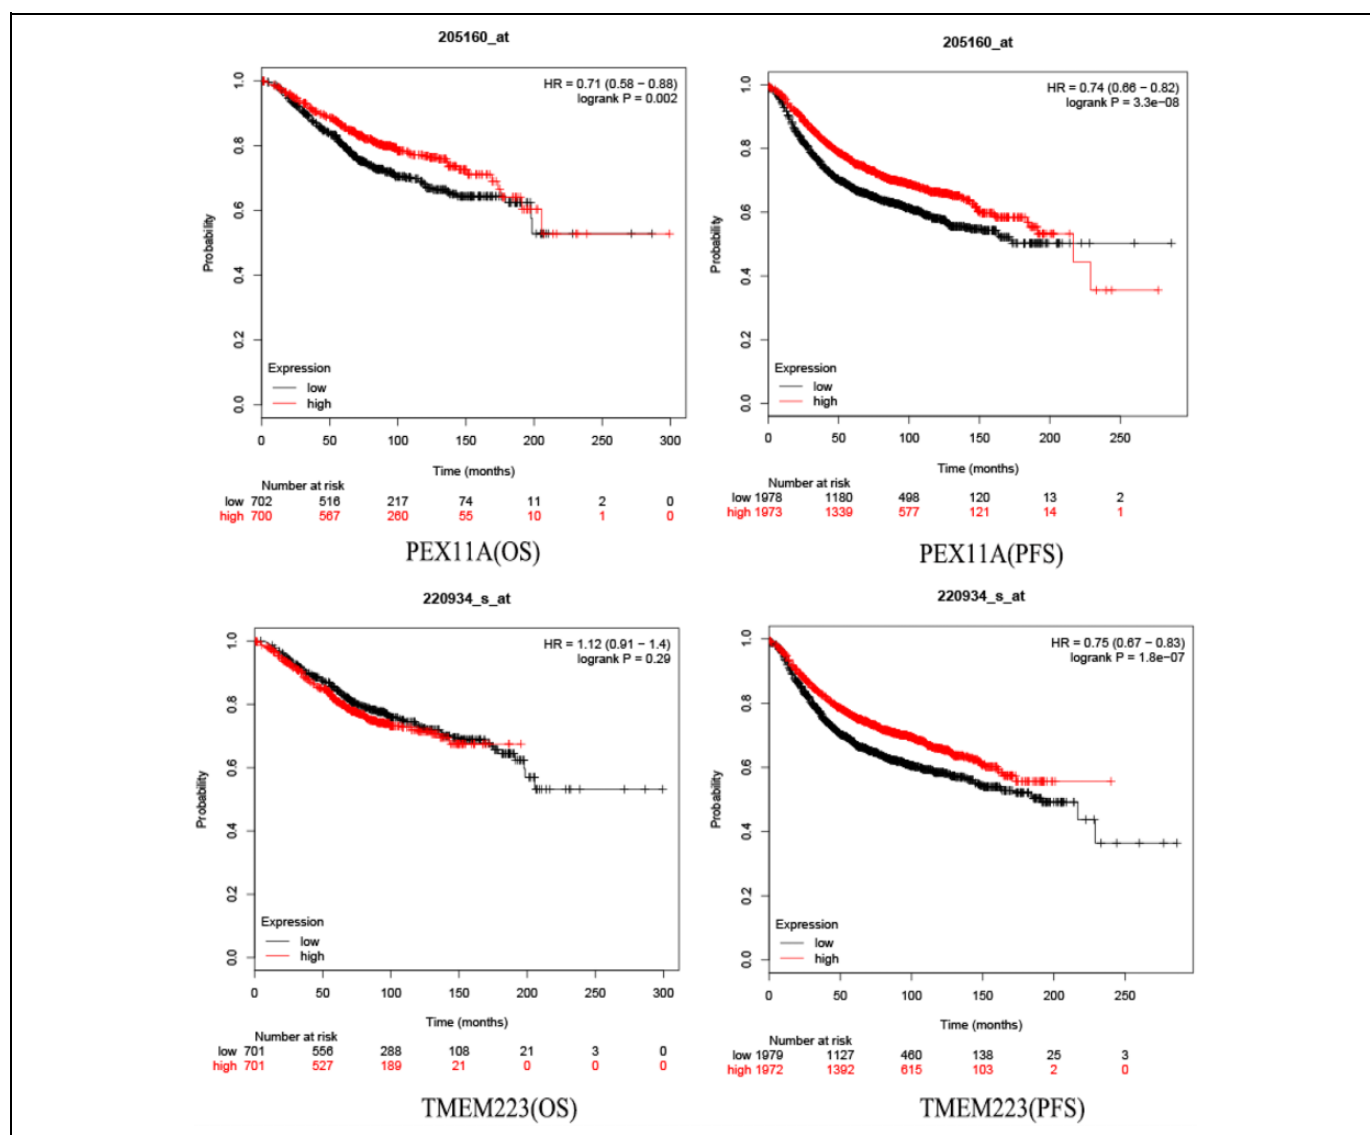 205160_at
HR = 0.71 (0.58 − 0.88)
logrank P = 0.002
Probability
1.0
0.8
0.6
0.4
0.2
0.0
Expression
low
high
0 50 100 150 200 250 300
Time (months)
Number at risk
low 702 516 217 74 11 2 0
high 700 567 260 55 10 1 0
PEX11A(OS)
205160_at
HR = 0.74 (0.66 − 0.82)
logrank P = 3.3e−08
Probability
1.0
0.8
0.6
0.4
0.2
0.0
Expression
low
high
0 50 100 150 200 250
Time (months)
Number at risk
low 1978 1180 498 120 13 2
high 1973 1339 577 121 14 1
PEX11A(PFS)
220934_s_at
HR = 1.12 (0.91 − 1.4)
logrank P = 0.29
Probability
1.0
0.8
0.6
0.4
0.2
0.0
Expression
low
high
0 50 100 150 200 250 300
Time (months)
Number at risk
low 701 556 288 108 21 3 0
high 701 527 189 21 0 0 0
TMEM223(OS)
220934_s_at
HR = 0.75 (0.67 − 0.83)
logrank P = 1.8e−07
Probability
1.0
0.8
0.6
0.4
0.2
0.0
Expression
low
high
0 50 100 150 200 250
Time (months)
Number at risk
low 1979 1127 460 138 25 3
high 1972 1392 615 103 2 0
TMEM223(PFS)